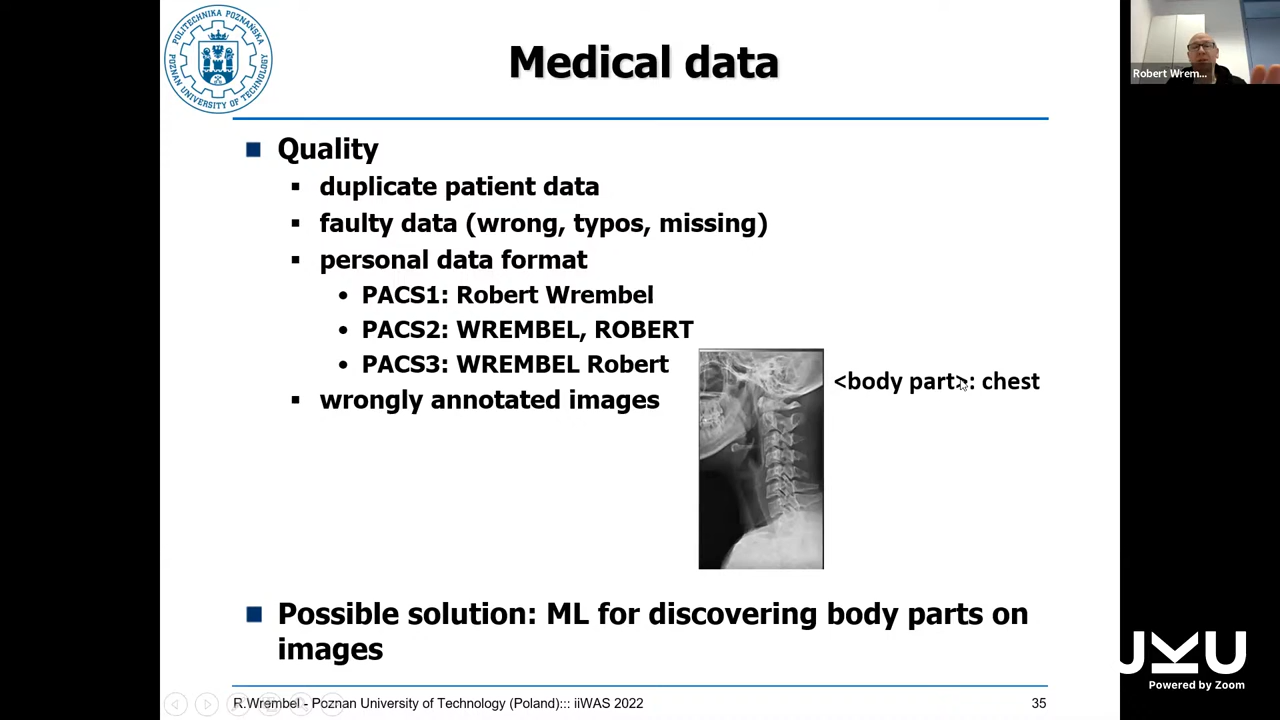 POLITECHNIKA POZNAŃSKA
POZNAN UNIVERSITY OF TECHNOLOGY
Medical data
Robert Wrem...
Quality
duplicate patient data
faulty data (wrong, typos, missing)
personal data format
PACS1: Robert Wrembel
PACS2: WREMBEL, ROBERT
PACS3: WREMBEL Robert
<body part>: chest
wrongly annotated images
Possible solution: ML for discovering body parts on
images
JKU
Powered by Zoom
R.Wrembel - Poznan University of Technology (Poland)::: iiWAS 2022
35